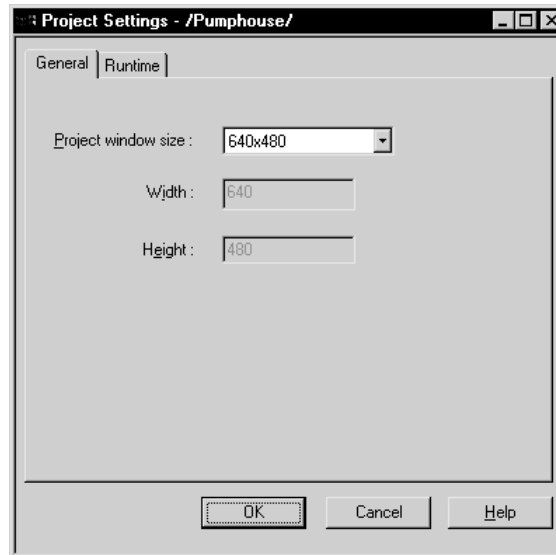 Project Settings - /Pumphouse/
General Runtime
Project window size : 640x480
Width : 640
Height : 480
OK Cancel Help